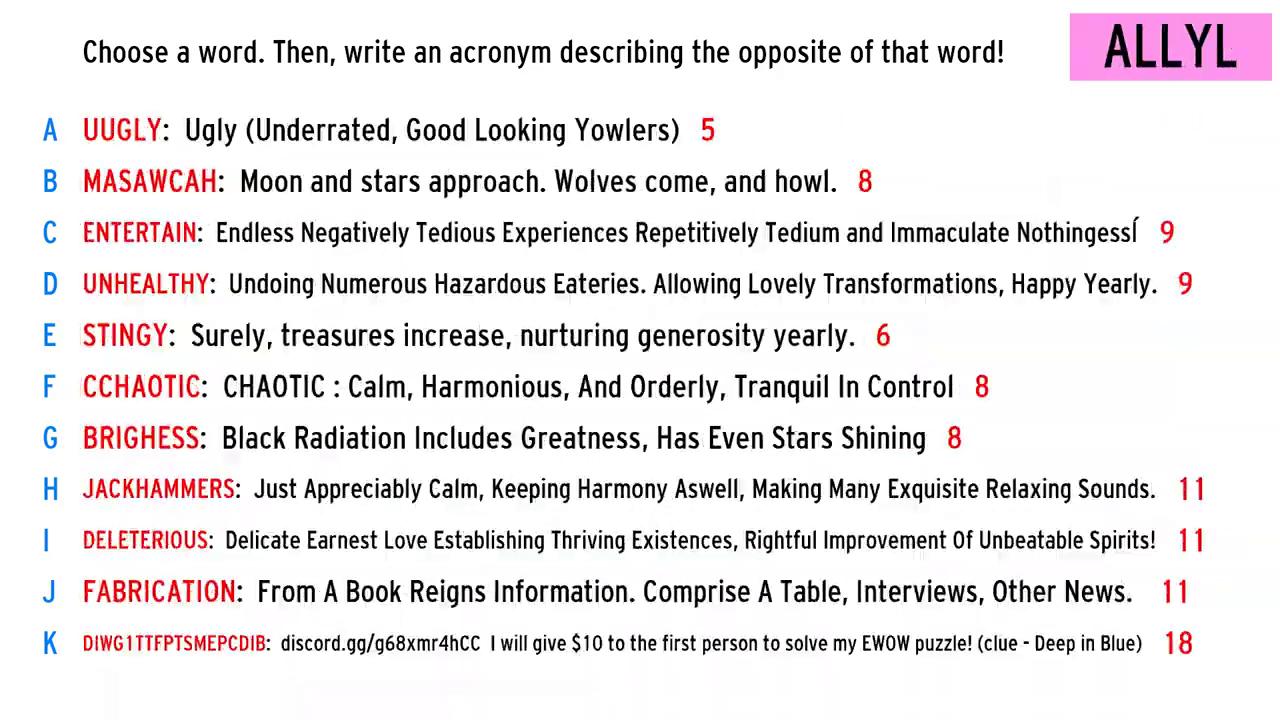 Choose a word. Then, write an acronym describing the opposite of that word!
ALLYL
A UUGLY: Ugly (Underrated, Good Looking Yowlers) 5
B MASAWCAH: Moon and stars approach. Wolves come, and howl. 8
C ENTERTAIN: Endless Negatively Tedious Experiences Repetitively Tedium and Immaculate NothingessÍ 9
D UNHEALTHY: Undoing Numerous Hazardous Eateries. Allowing Lovely Transformations, Happy Yearly. 9
E STINGY: Surely, treasures increase, nurturing generosity yearly. 6
F CCHAOTIC: CHAOTIC : Calm, Harmonious, And Orderly, Tranquil In Control 8
G BRIGHESS: Black Radiation Includes Greatness, Has Even Stars Shining 8
H JACKHAMMERS: Just Appreciably Calm, Keeping Harmony Aswell, Making Many Exquisite Relaxing Sounds. 11
I DELETERIOUS: Delicate Earnest Love Establishing Thriving Existences, Rightful Improvement Of Unbeatable Spirits! 11
J FABRICATION: From A Book Reigns Information. Comprise A Table, Interviews, Other News. 11
K DIWG1TTFPTSMEPCDIB: discord.gg/g68xmr4hCC I will give $10 to the first person to solve my EWOW puzzle! (clue - Deep in Blue) 18